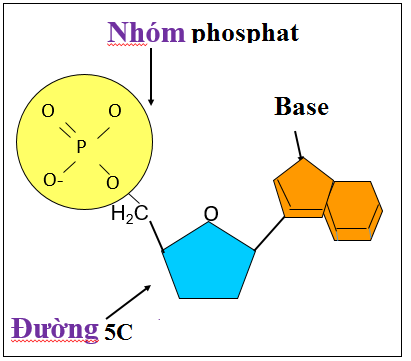 Nhóm phosphat
Base
O O
P
O- O
H₂C O
Đường 5C